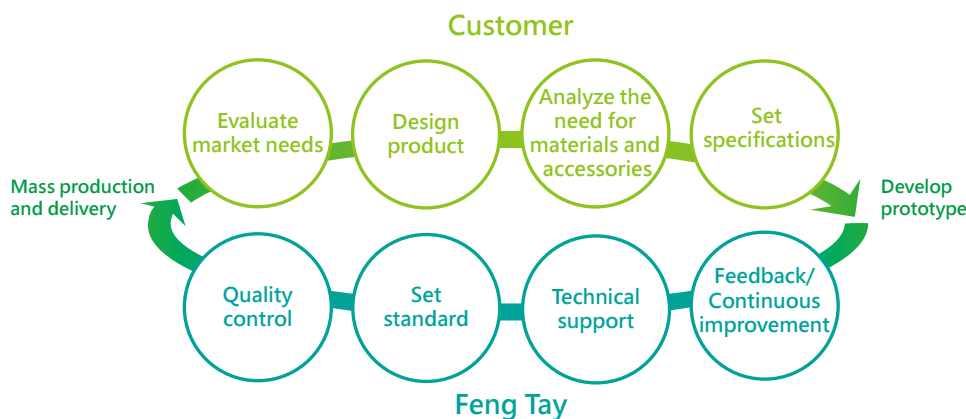 Customer
Evaluate
market needs
Design
product
Analyze the
need for
materials and
accessories
Set
specifications
Mass production
and delivery
Develop
prototype
Quality
control
Set
standard
Technical
support
Feedback/
Continuous
improvement
Feng Tay